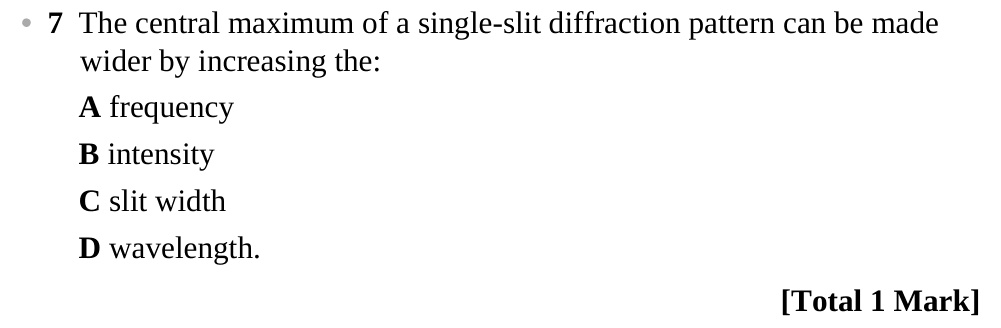 • 7 The central maximum of a single-slit diffraction pattern can be made
wider by increasing the:
A frequency
B intensity
C slit width
D wavelength.
[Total 1 Mark]